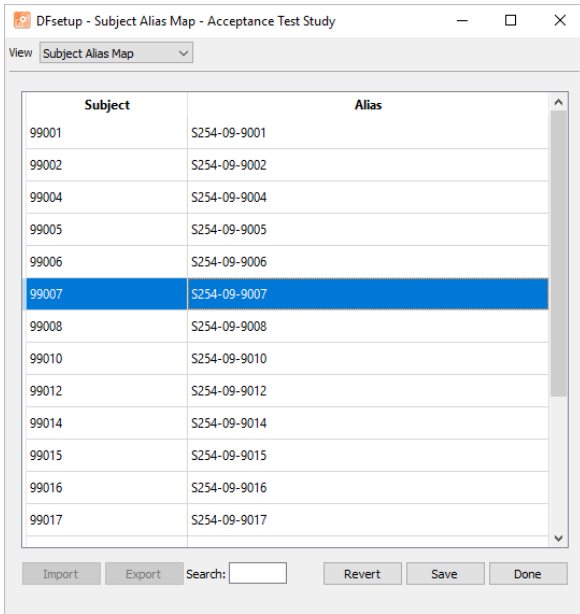 DFsetup - Subject Alias Map - Acceptance Test Study
View Subject Alias Map
Subject Alias
99001 S254-09-9001
99002 S254-09-9002
99004 S254-09-9004
99005 S254-09-9005
99006 S254-09-9006
99007 S254-09-9007
99008 S254-09-9008
99010 S254-09-9010
99012 S254-09-9012
99014 S254-09-9014
99015 S254-09-9015
99016 S254-09-9016
99017 S254-09-9017
Import Export Search: Revert Save Done